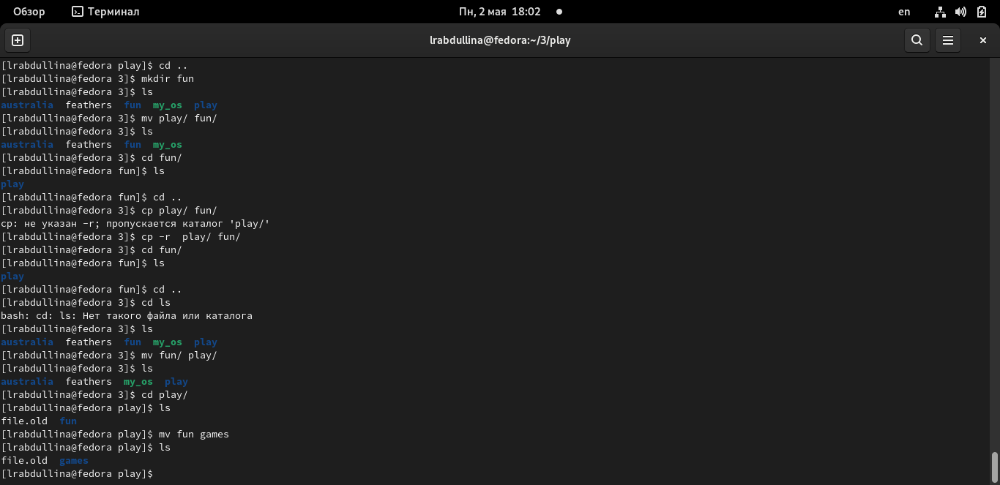 Обзор Терминал Пн, 2 мая 18:02 en
lrabdullina@fedora:~/3/play
[lrabdullina@fedora play]$ cd ..
[lrabdullina@fedora 3]$ mkdir fun
[lrabdullina@fedora 3]$ ls
australia feathers fun my_os play
[lrabdullina@fedora 3]$ mv play/ fun/
[lrabdullina@fedora 3]$ ls
australia feathers fun my_os
[lrabdullina@fedora 3]$ cd fun/
[lrabdullina@fedora fun]$ ls
play
[lrabdullina@fedora fun]$ cd ..
[lrabdullina@fedora 3]$ cp play/ fun/
cp: не указан -r; пропускается каталог 'play/'
[lrabdullina@fedora 3]$ cp -r  play/ fun/
[lrabdullina@fedora 3]$ cd fun/
[lrabdullina@fedora fun]$ ls
play
[lrabdullina@fedora fun]$ cd ..
[lrabdullina@fedora 3]$ cd ls
bash: cd: ls: Нет такого файла или каталога
[lrabdullina@fedora 3]$ ls
australia feathers fun my_os play
[lrabdullina@fedora 3]$ mv fun/ play/
[lrabdullina@fedora 3]$ ls
australia feathers my_os play
[lrabdullina@fedora 3]$ cd play/
[lrabdullina@fedora play]$ ls
file.old fun
[lrabdullina@fedora play]$ mv fun games
[lrabdullina@fedora play]$ ls
file.old games
[lrabdullina@fedora play]$